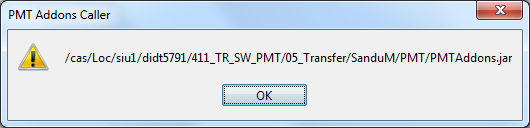 PMT Addons Caller
/cas/Loc/siu1/didt5791/411_TR_SW_PMT/05_Transfer/SanduM/PMT/PMTAddons.jar
OK